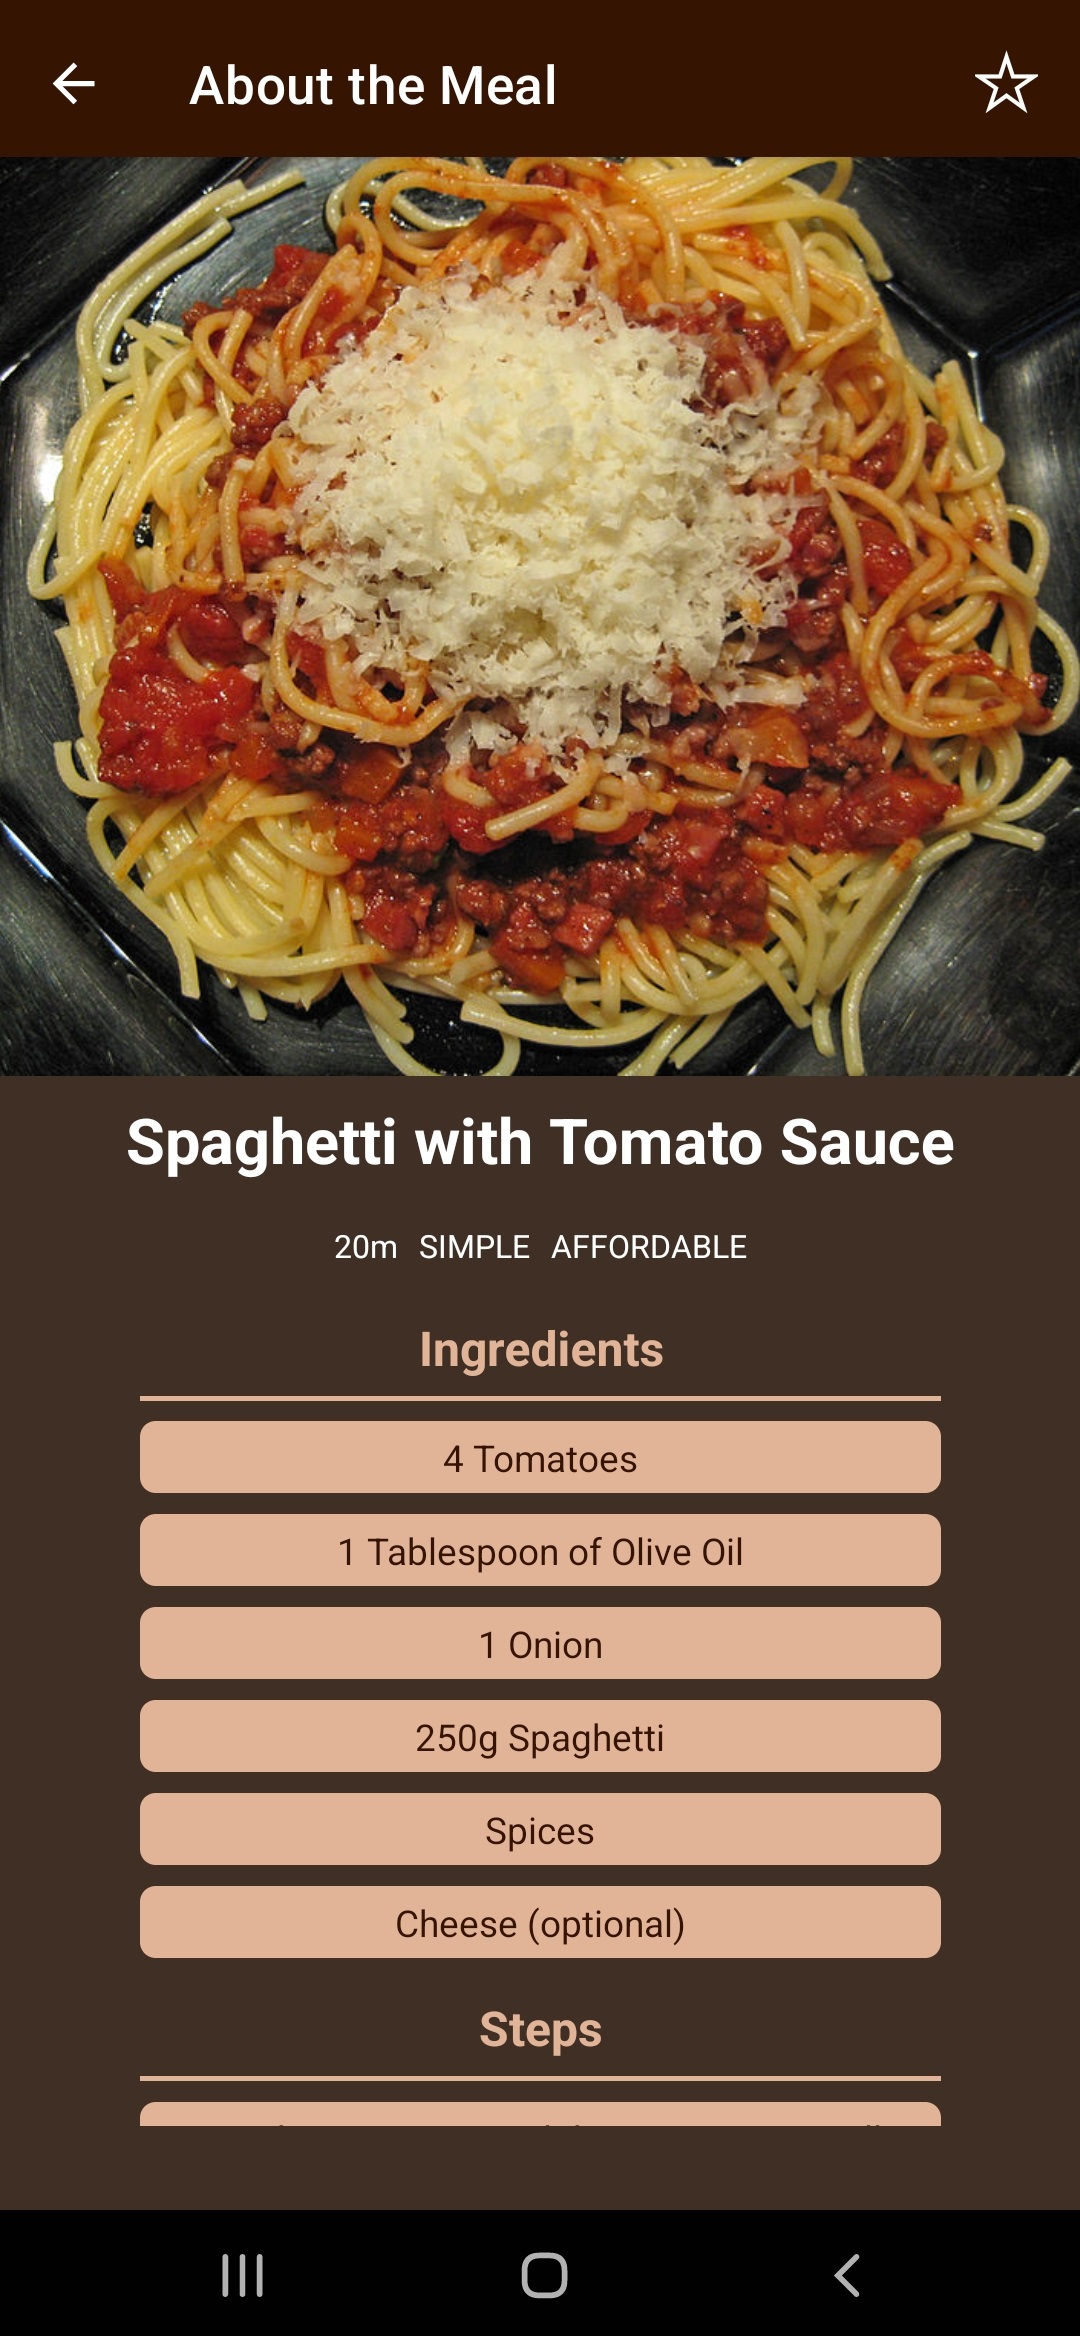 About the Meal
Spaghetti with Tomato Sauce
20m SIMPLE AFFORDABLE
Ingredients
4 Tomatoes
1 Tablespoon of Olive Oil
1 Onion
250g Spaghetti
Spices
Cheese (optional)
Steps